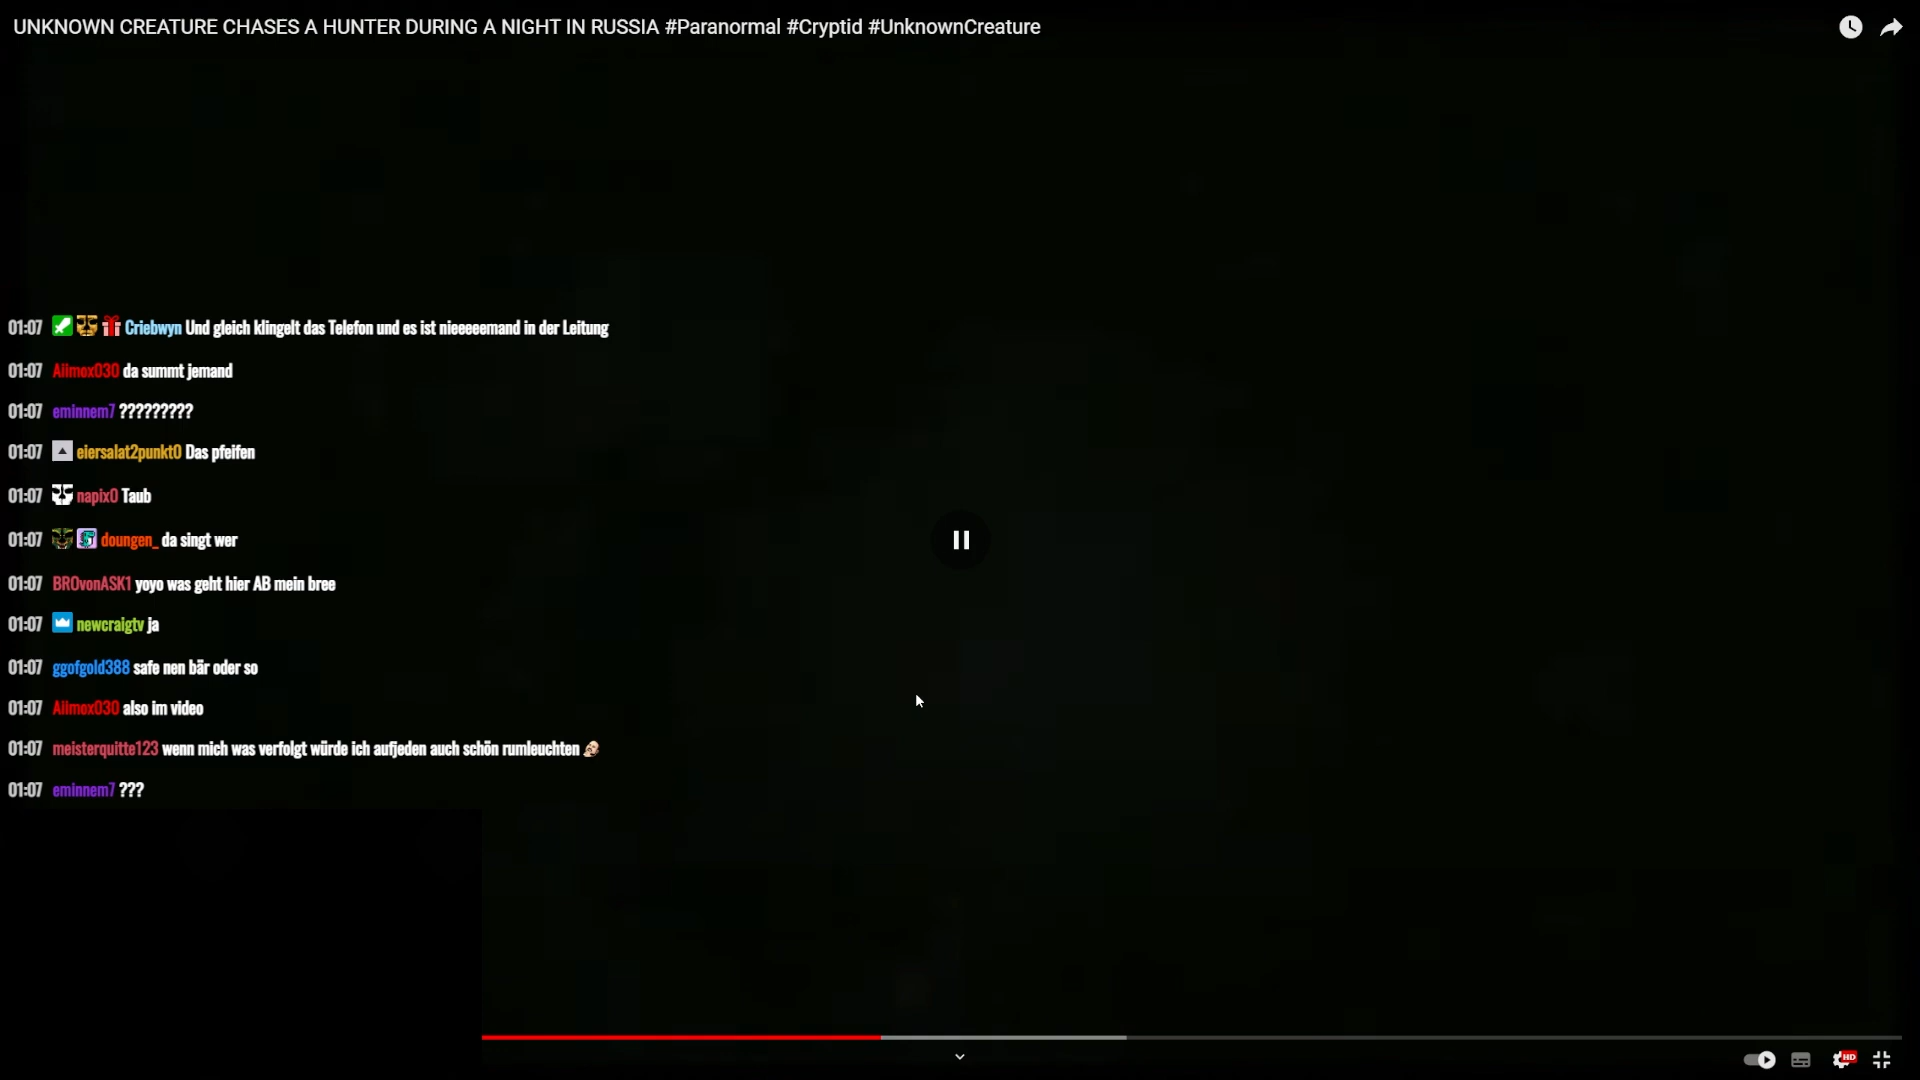 UNKNOWN CREATURE CHASES A HUNTER DURING A NIGHT IN RUSSIA #Paranormal #Cryptid #UnknownCreature
01:07 Criebwyn Und gleich klingelt das Telefon und es ist nieeeeemand in der Leitung
01:07 Ailmox030 da summt jemand
01:07 eminnem7 ?????????
01:07 eiersalat2punkt0 Das pfeifen
01:07 napix0 Taub
01:07 doungen_ da singt wer
01:07 BROvonASK1 yoyo was geht hier AB mein bree
01:07 newcraigtv ja
01:07 ggofgold388 safe nen bär oder so
01:07 Ailmox030 also im video
01:07 meisterquitte123 wenn mich was verfolgt würde ich aufjeden auch schön rumleuchten
01:07 eminnem7 ???
HD